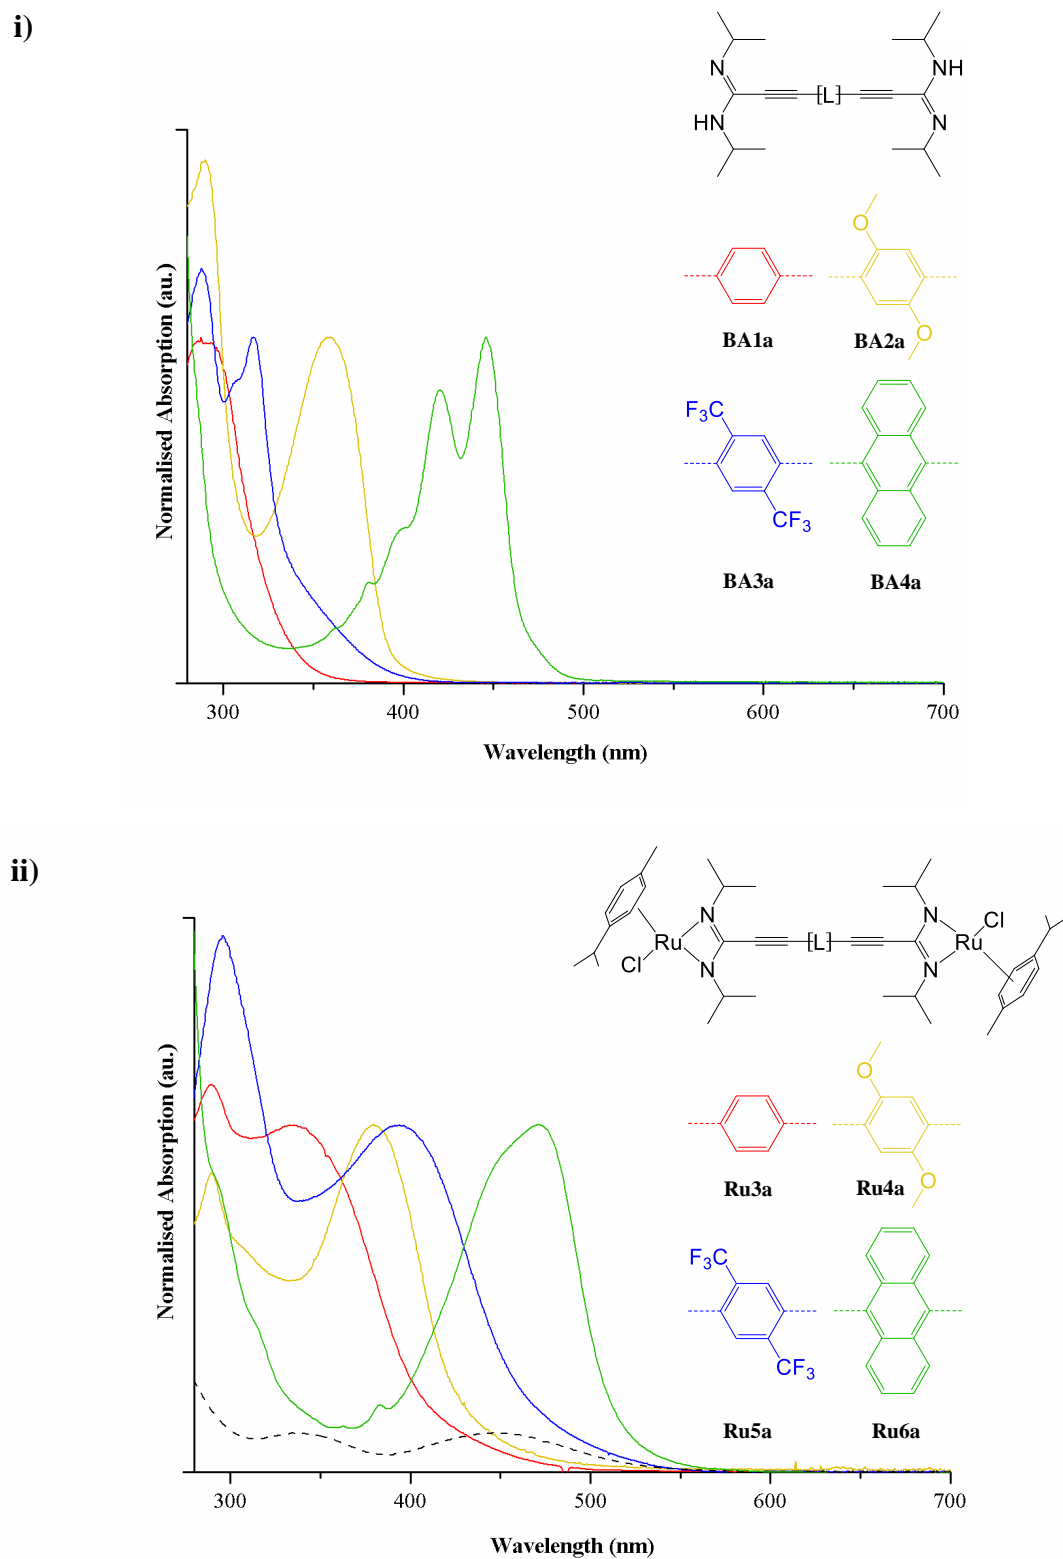 i)
N
NH
[L]
HN
N
O
BA1a
BA2a
O
F3C
CF3
BA3a
BA4a
Normalised Absorption (au.)
300
400
500
600
700
Wavelength (nm)
ii)
N
N
Cl
Ru
[L]
Ru
Cl
N
N
O
Ru3a
Ru4a
O
F3C
CF3
Ru5a
Ru6a
Normalised Absorption (au.)
300
400
500
600
700
Wavelength (nm)